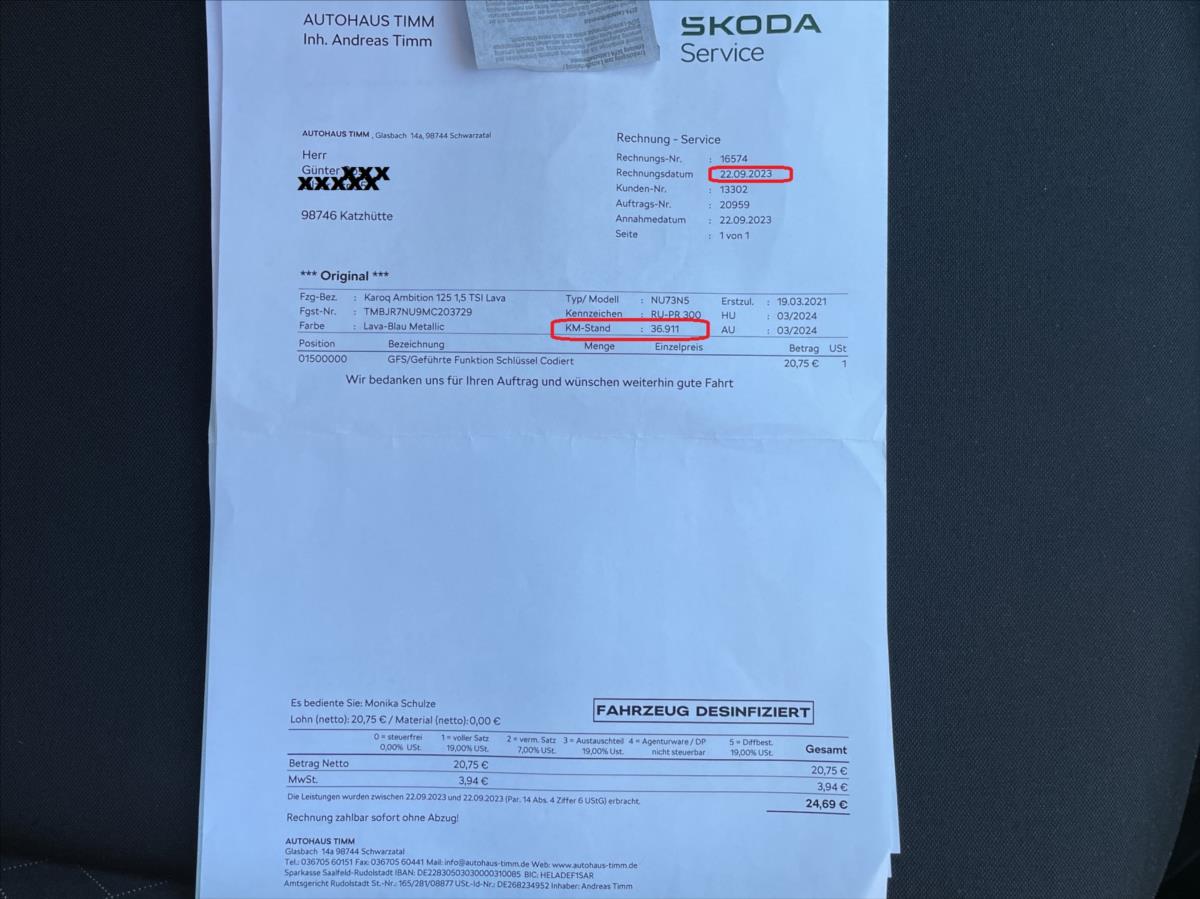 AUTOHAUS TIMM
Inh. Andreas Timm
SKODA
Service
AUTOHAUS TIMM , Glasbach 14a, 98744 Schwarzatal
Herr
Günter
98746 Katzhütte
Rechnung - Service
Rechnungs-Nr. : 16574
Rechnungsdatum : 22.09.2023
Kunden-Nr. : 13302
Auftrags-Nr. : 20959
Annahmedatum : 22.09.2023
Seite : 1 von 1
*** Original ***
Fzg-Bez. : Karoq Ambition 125 1,5 TSI Lava Typ/ Modell : NU73N5 Erstzul. : 19.03.2021
Fgst-Nr. : TMBJR7NU9MC203729 Kennzeichen : RU-PR 300 HU : 03/2024
Farbe : Lava-Blau Metallic KM-Stand : 36.911 AU : 03/2024
Position Bezeichnung Menge Einzelpreis Betrag USt
01500000 GFS/Geführte Funktion Schlüssel Codiert 20,75 € 1
Wir bedanken uns für Ihren Auftrag und wünschen weiterhin gute Fahrt
Es bediente Sie: Monika Schulze
Lohn (netto): 20,75 € / Material (netto):0,00 €
FAHRZEUG DESINFIZIERT
0 = steuerfrei 1 = voller Satz 2 = verm. Satz 3 = Austauschteil 4 = Agenturware / DP 5 = Diffbest.
0,00% USt. 19,00% USt. 7,00% USt. 19,00% Ust. nicht steuerbar 19,00% USt. Gesamt
Betrag Netto 20,75 € 20,75 €
MwSt. 3,94 € 3,94 €
24,69 €
Die Leistungen wurden zwischen 22.09.2023 und 22.09.2023 (Par. 14 Abs. 4 Ziffer 6 UStG) erbracht.
Rechnung zahlbar sofort ohne Abzug!
AUTOHAUS TIMM
Glasbach 14a 98744 Schwarzatal
Tel.: 036705 60151 Fax: 036705 60441 Mail: info@autohaus-timm.de Web: www.autohaus-timm.de
Sparkasse Saalfeld-Rudolstadt IBAN: DE22830503030000310085 BIC: HELADEF1SAR
Amtsgericht Rudolstadt St.-Nr.: 165/281/08877 USt.-Id-Nr.: DE268234952 Inhaber: Andreas Timm